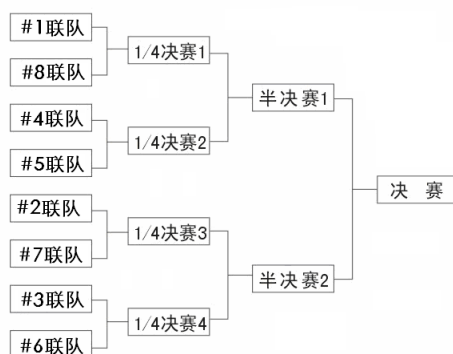 #1联队
#8联队
1/4决赛1
#4联队
#5联队
1/4决赛2
半决赛1
#2联队
#7联队
1/4决赛3
#3联队
#6联队
1/4决赛4
半决赛2
决 赛